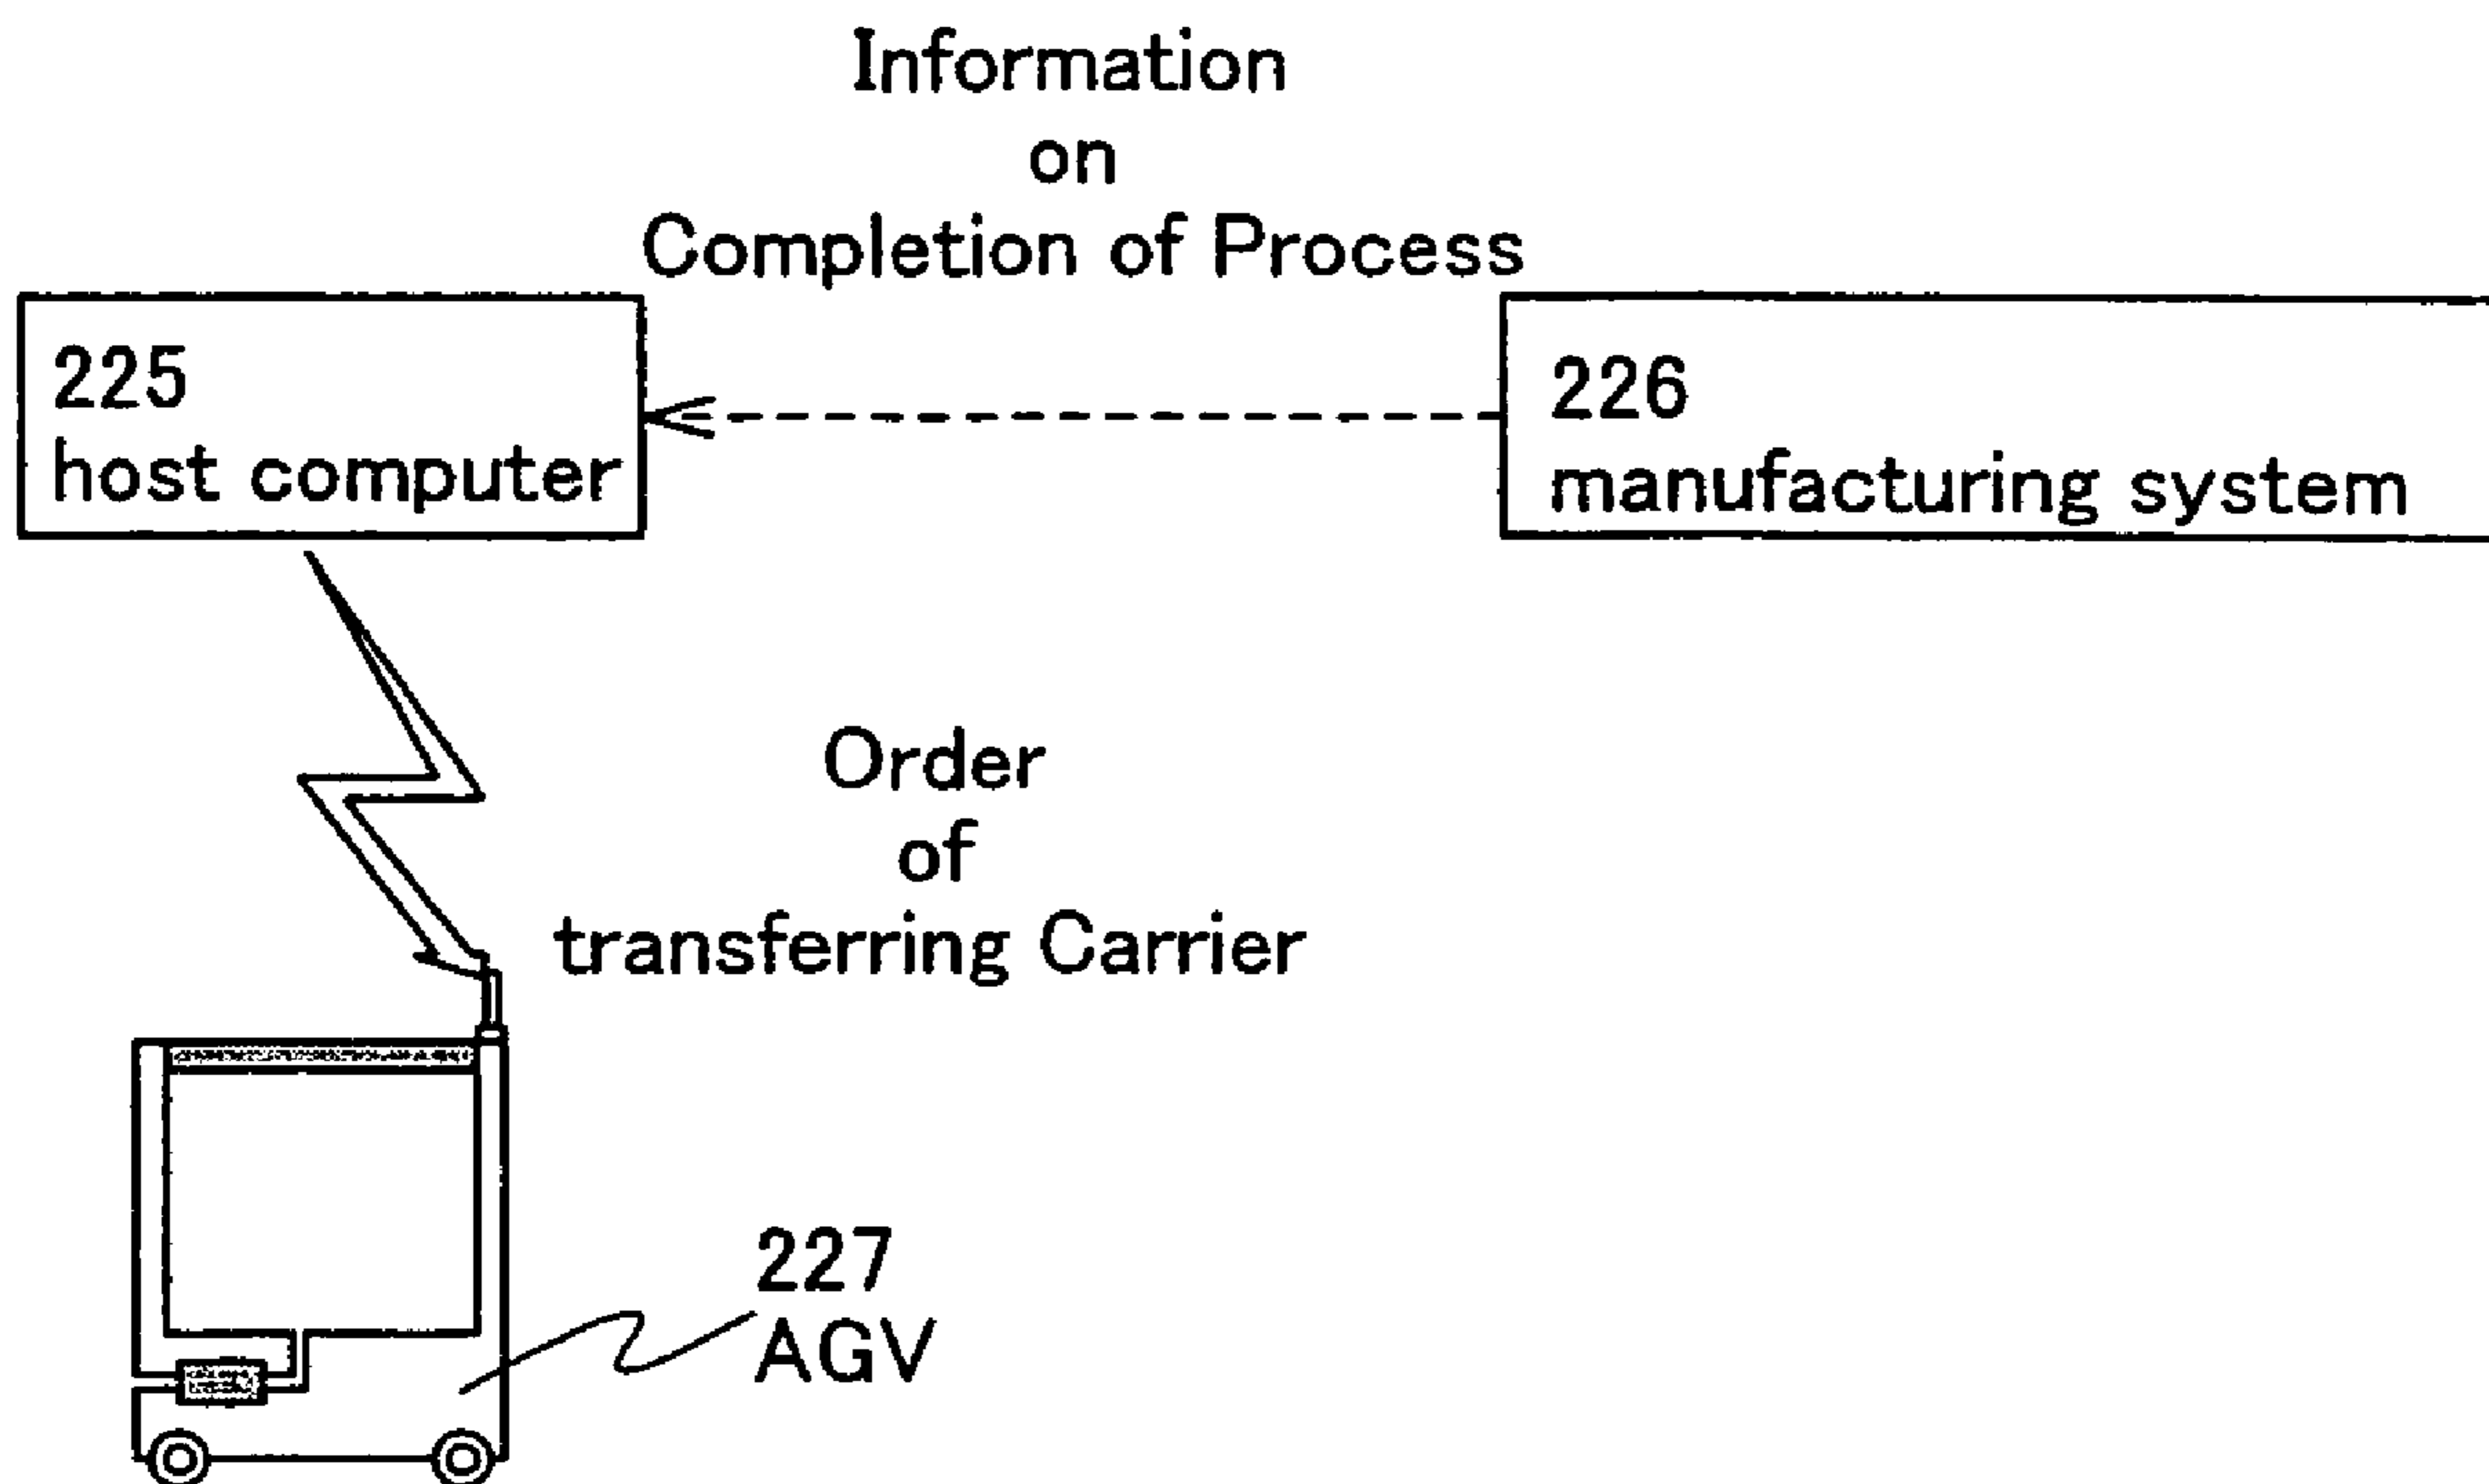 Information
on
Completion of Process
225
host computer
226
manufacturing system
Order
of
transferring Carrier
227
AGV